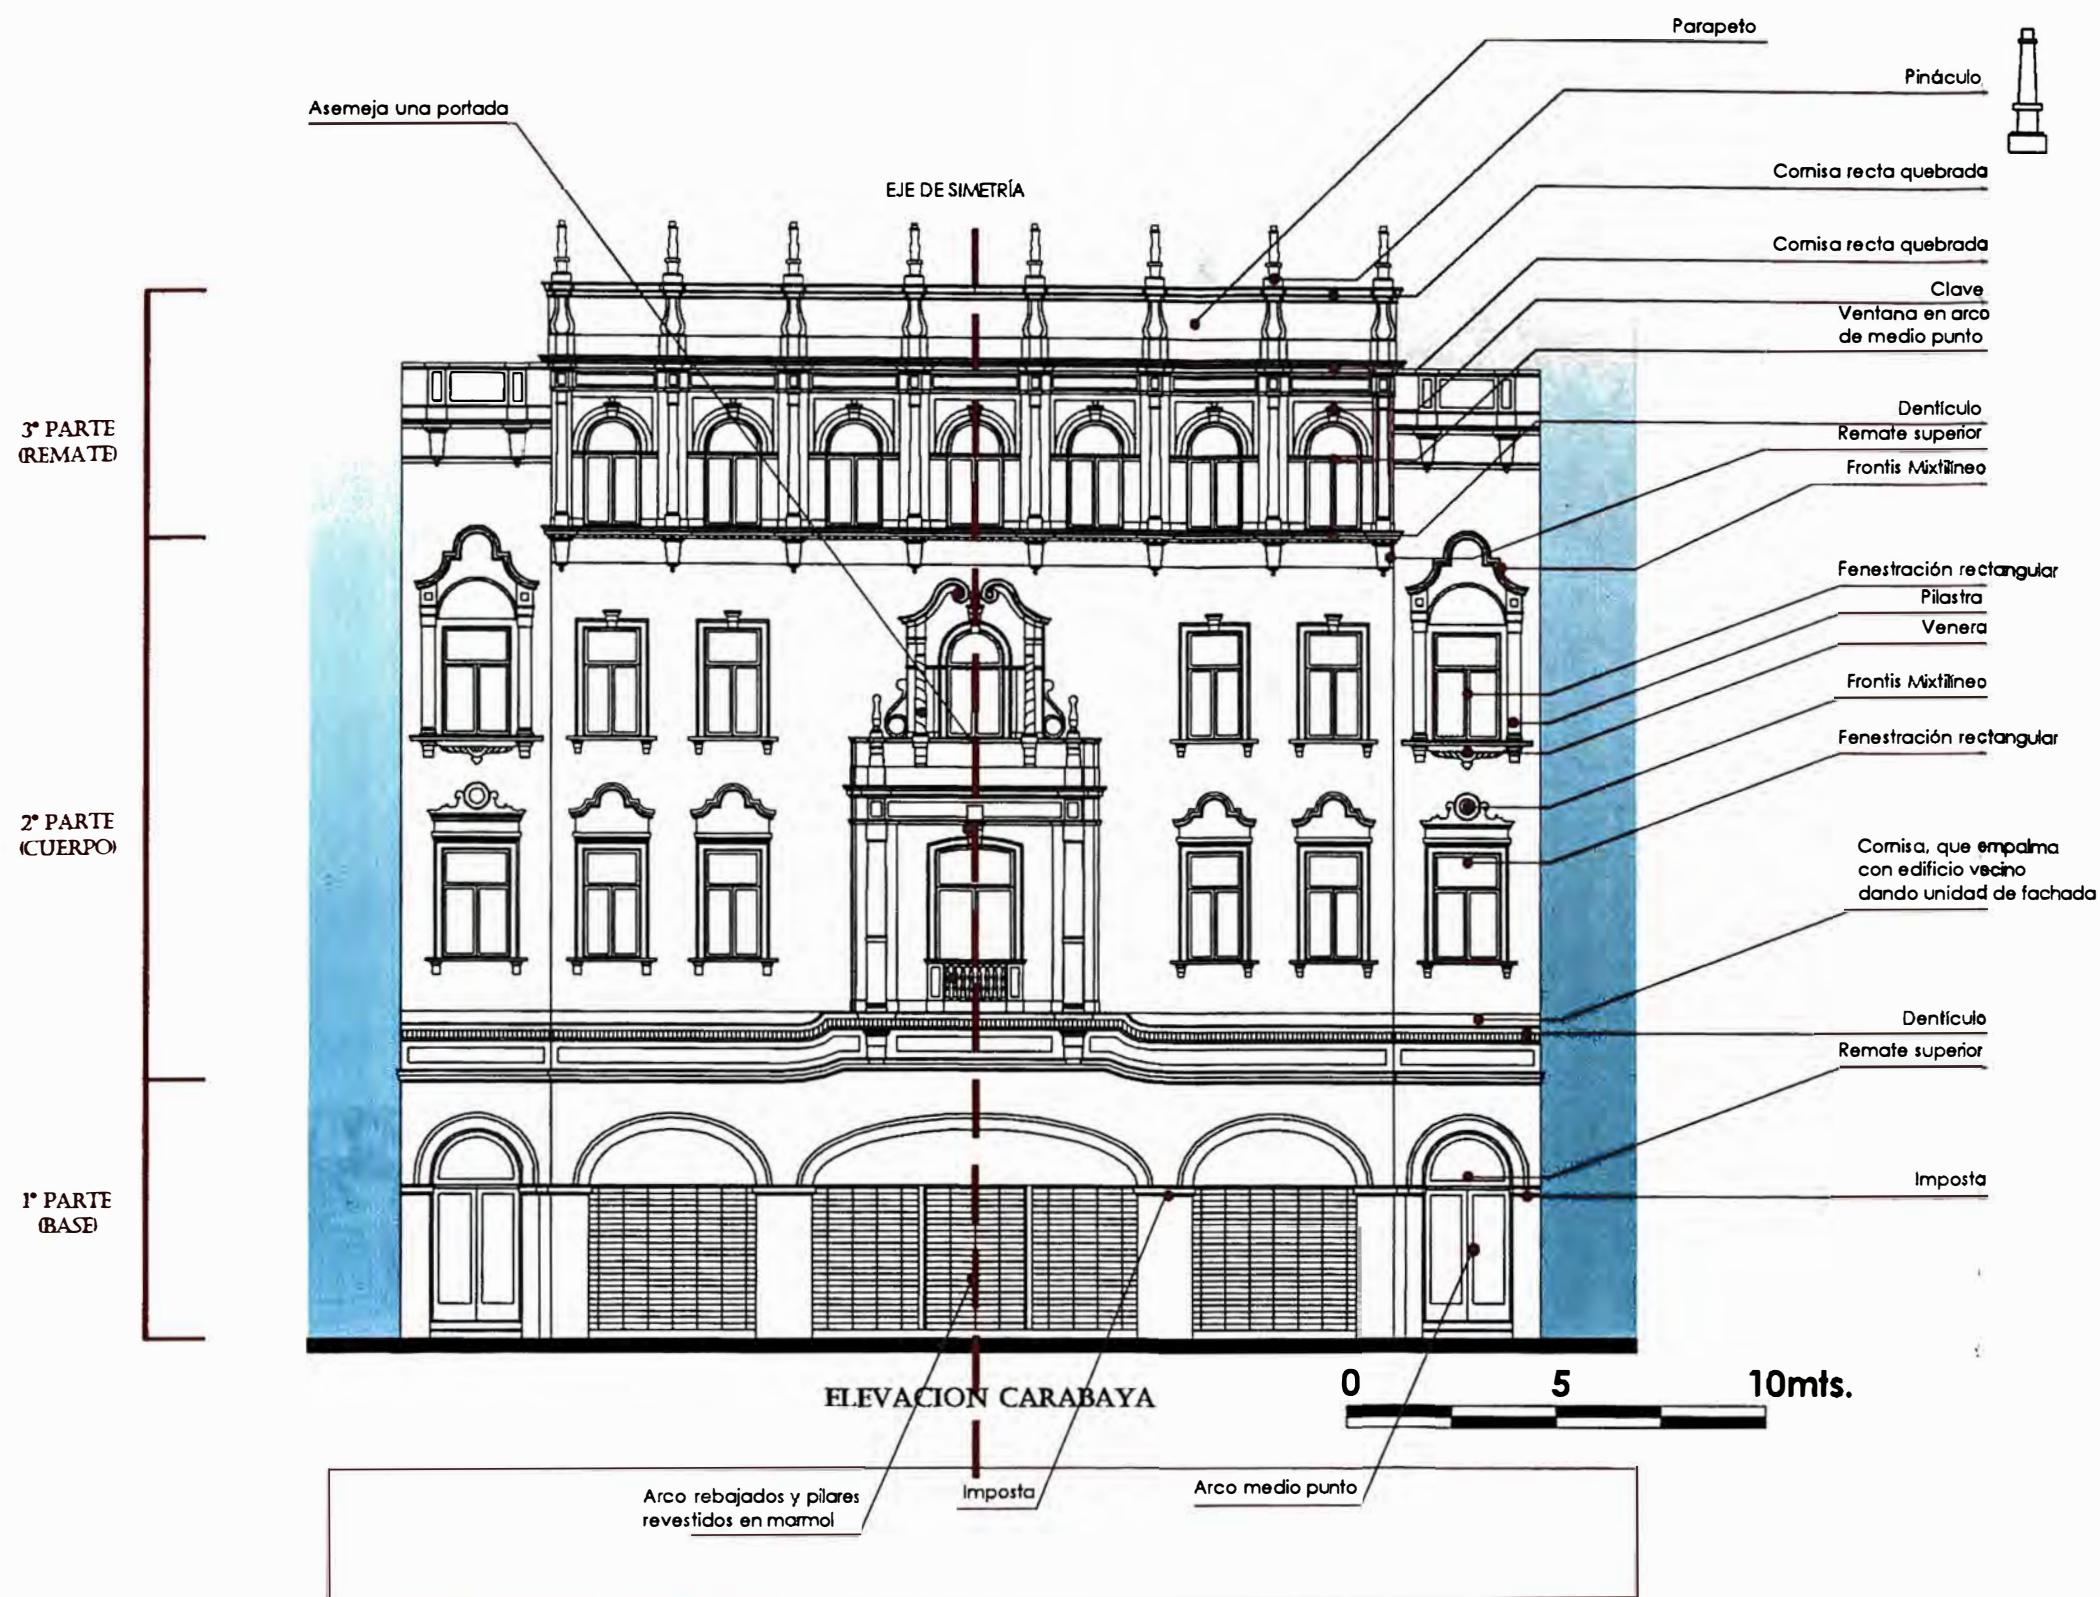 Parapeto
Pináculo
Asemeja una portada
Cornisa recta quebrada
EJE DE SIMETRÍA
Cornisa recta quebrada
Clave
Ventana en arco
de medio punto
Dentículo
3° PARTE
(REMATE)
Remate superior
Frontis Mixtilíneo
Fenestración rectangular
Pilastra
Venera
Frontis Mixtilíneo
Fenestración rectangular
2° PARTE
(CUERPO)
Cornisa, que empalma
con edificio vecino
dando unidad de fachada
Dentículo
Remate superior
Imposta
1° PARTE
(BASE)
0 5 10mts.
ELEVACION CARABAYA
Arco rebajados y pilares
revestidos en marmol
Imposta
Arco medio punto